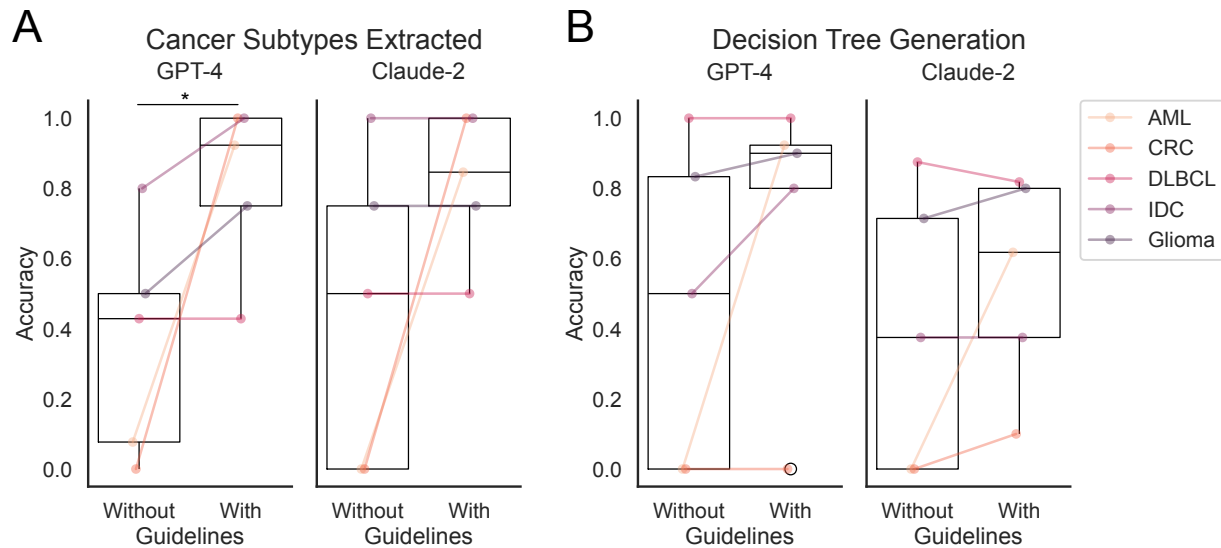 A
Cancer Subtypes Extracted
GPT-4
Claude-2
*
Accuracy
1.0
0.8
0.6
0.4
0.2
0.0
Without
With
Guidelines
Without
With
Guidelines
B
Decision Tree Generation
GPT-4
Claude-2
Accuracy
1.0
0.8
0.6
0.4
0.2
0.0
Without
With
Guidelines
Without
With
Guidelines
AML
CRC
DLBCL
IDC
Glioma